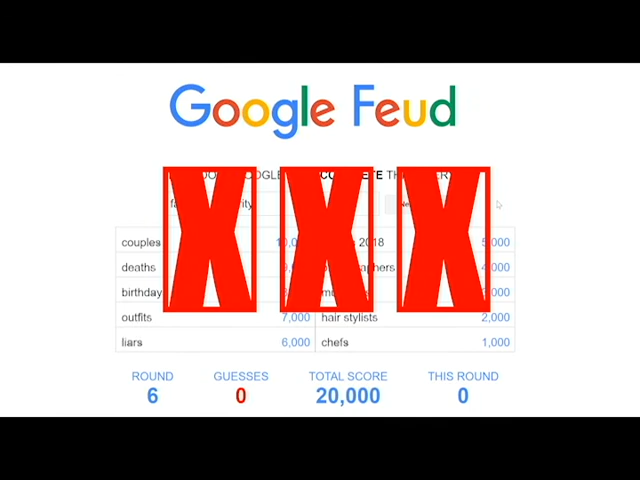 Google Feud
couples
2018
5,000
deaths
4,000
birthday
outfits 7,000 hair stylists 2,000
liars 6,000 chefs 1,000
ROUND GUESSES TOTAL SCORE THIS ROUND
6 0 20,000 0